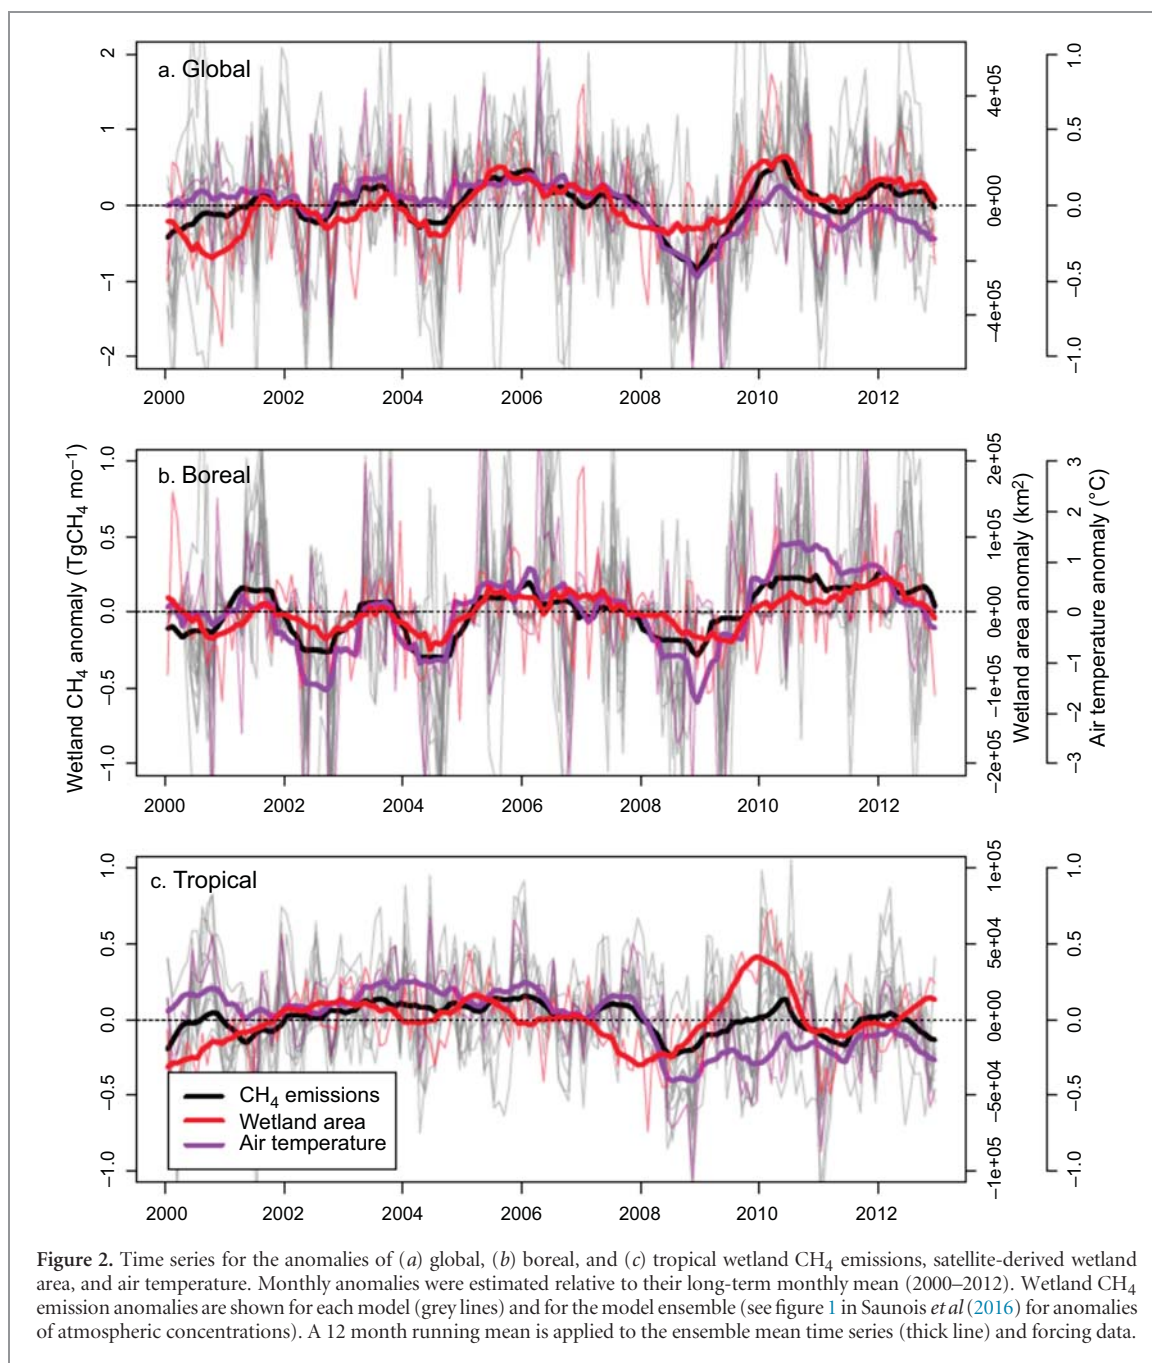 a. Global
2
1
0
−1
−2
4e+05
0e+00
−4e+05
1.0
0.5
0.0
−0.5
−1.0
2000 2002 2004 2006 2008 2010 2012
Wetland CH4 anomaly (TgCH4 mo−1)
b. Boreal
1.0
0.5
0.0
−0.5
−1.0
2e+05
1e+05
0e+00
−1e+05
−2e+05
Wetland area anomaly (km2)
3
2
1
0
−1
−2
−3
Air temperature anomaly (°C)
2000 2002 2004 2006 2008 2010 2012
c. Tropical
1.0
0.5
0.0
−0.5
−1.0
CH4 emissions
Wetland area
Air temperature
1e+05
5e+04
0e+00
−5e+04
−1e+05
1.0
0.5
0.0
−0.5
−1.0
2000 2002 2004 2006 2008 2010 2012
Figure 2. Time series for the anomalies of (a) global, (b) boreal, and (c) tropical wetland CH4 emissions, satellite-derived wetland
area, and air temperature. Monthly anomalies were estimated relative to their long-term monthly mean (2000–2012). Wetland CH4
emission anomalies are shown for each model (grey lines) and for the model ensemble (see figure 1 in Saunois et al (2016) for anomalies
of atmospheric concentrations). A 12 month running mean is applied to the ensemble mean time series (thick line) and forcing data.